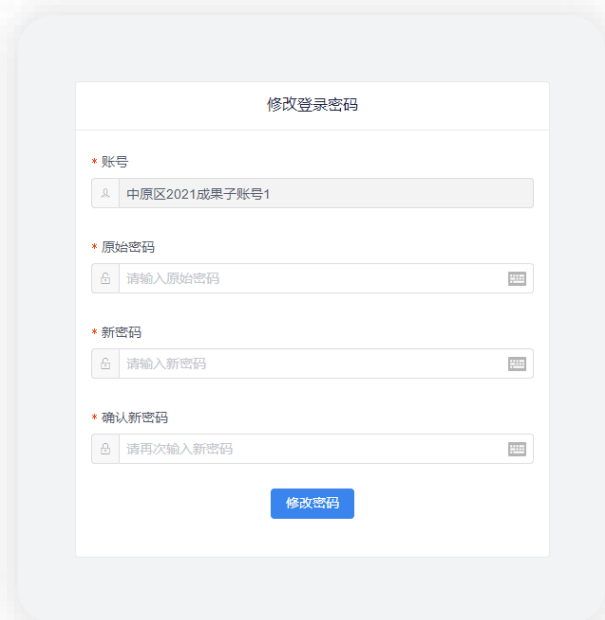 修改登录密码
* 账号
中原区2021成果子账号1
* 原始密码
请输入原始密码
* 新密码
请输入新密码
* 确认新密码
请再次输入新密码
修改密码